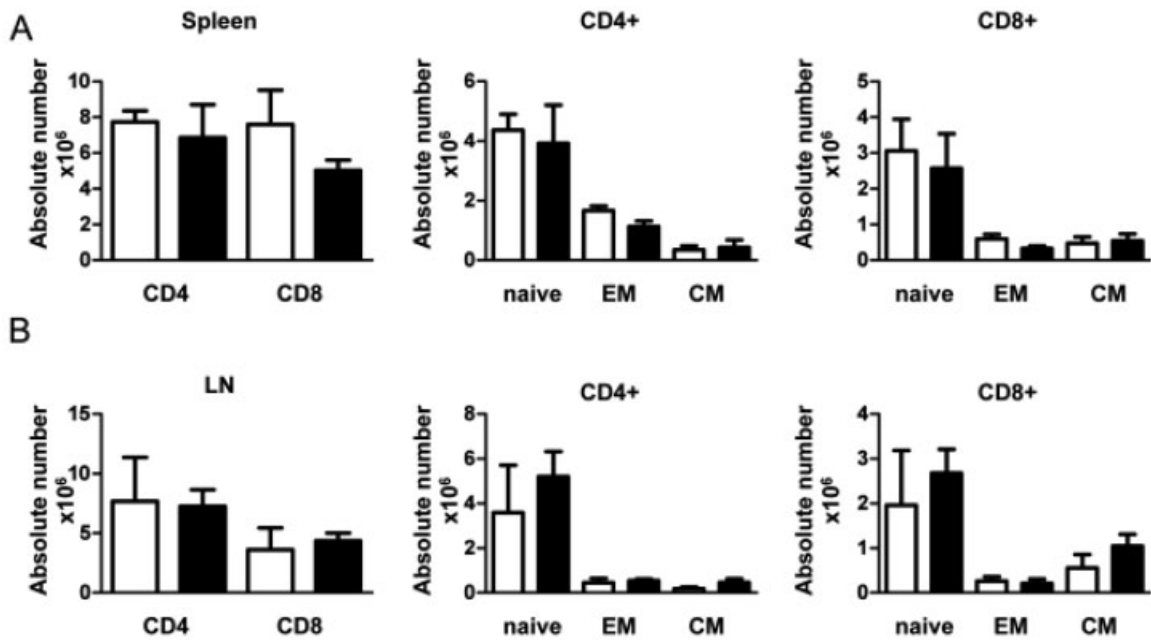 A
Spleen
CD4+
CD8+
Absolute number
x10⁶
10
8
6
4
2
0
CD4
CD8
Absolute number
x10⁶
6
4
2
0
naive
EM
CM
Absolute number
x10⁶
5
4
3
2
1
0
naive
EM
CM
B
LN
CD4+
CD8+
Absolute number
x10⁶
15
10
5
0
CD4
CD8
Absolute number
x10⁶
8
6
4
2
0
naive
EM
CM
Absolute number
x10⁶
4
3
2
1
0
naive
EM
CM